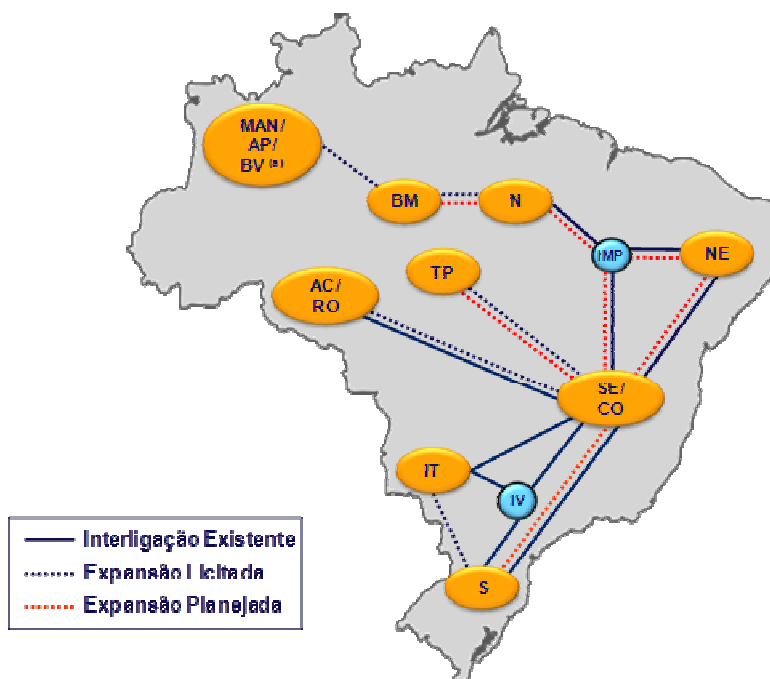 MAN/
AP/
BV (a)
BM
N
IMP
NE
TP
AC/
RO
SE/
CO
IT
IV
S
Interligação Existente
Expansão Licitada
Expansão Planejada